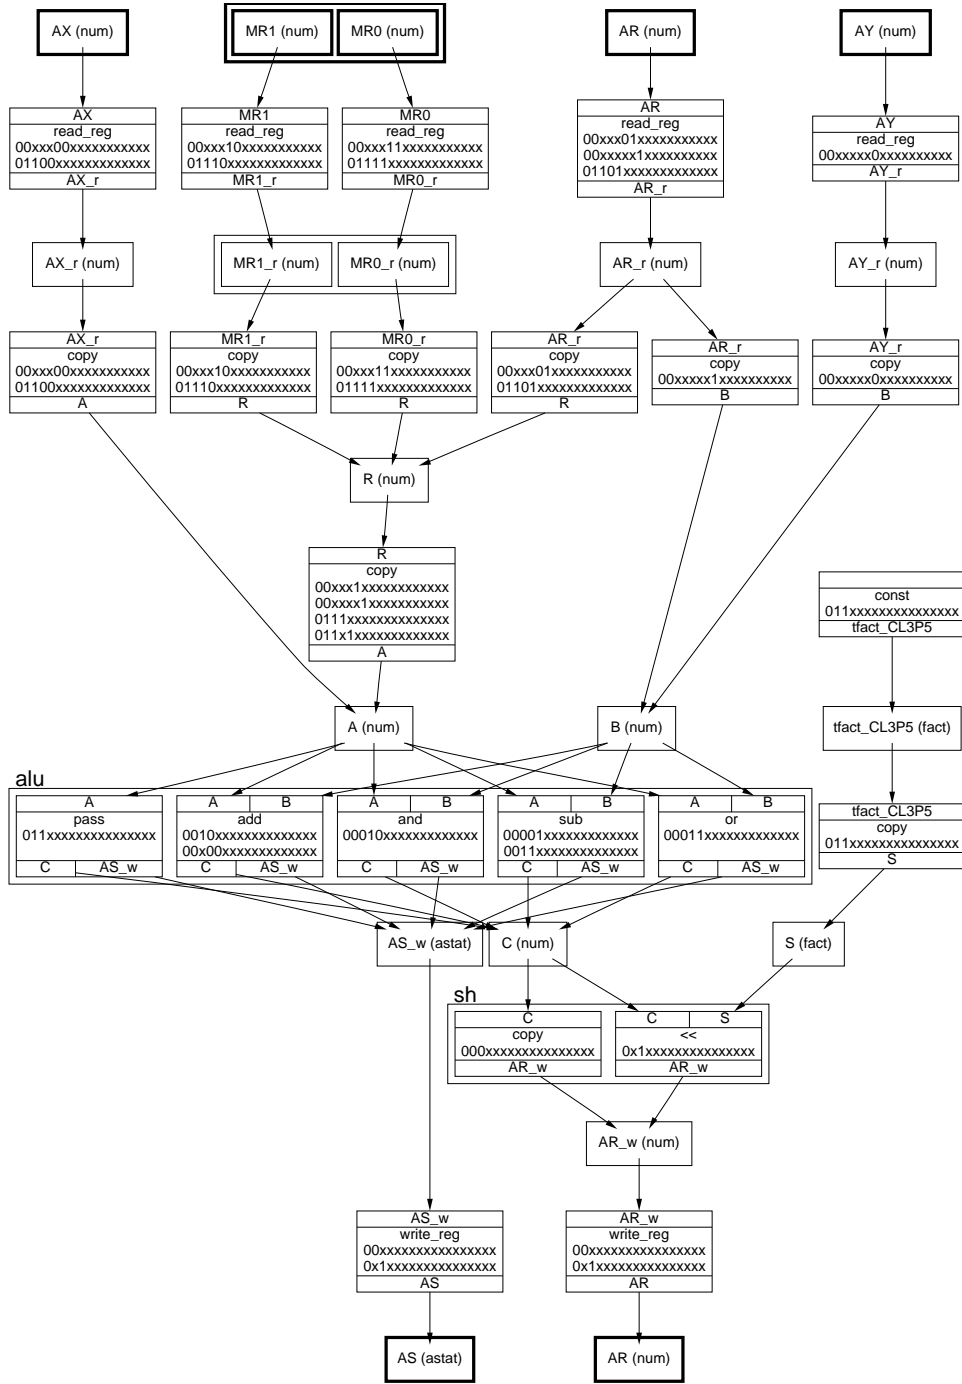 AX (num)
MR1 (num)
MR0 (num)
AR (num)
AY (num)
AX
read_reg
00xxx00xxxxxxxxxxx
01100xxxxxxxxxxxxx
AX_r
MR1
read_reg
00xxx10xxxxxxxxxxx
01110xxxxxxxxxxxxx
MR1_r
MR0
read_reg
00xxx11xxxxxxxxxxx
01111xxxxxxxxxxxxx
MR0_r
AR
read_reg
00xxx01xxxxxxxxxxx
00xxxxx1xxxxxxxxxx
01101xxxxxxxxxxxxx
AR_r
AY
read_reg
00xxxxx0xxxxxxxxxx
AY_r
AX_r (num)
MR1_r (num)
MR0_r (num)
AR_r (num)
AY_r (num)
AX_r
copy
00xxx00xxxxxxxxxxx
01100xxxxxxxxxxxxx
A
MR1_r
copy
00xxx10xxxxxxxxxxx
01110xxxxxxxxxxxxx
R
MR0_r
copy
00xxx11xxxxxxxxxxx
01111xxxxxxxxxxxxx
R
AR_r
copy
00xxx01xxxxxxxxxxx
01101xxxxxxxxxxxxx
R
AR_r
copy
00xxxxx1xxxxxxxxxx
B
AY_r
copy
00xxxxx0xxxxxxxxxx
B
R (num)
R
copy
00xxx1xxxxxxxxxxxx
00xxxx1xxxxxxxxxxx
0111xxxxxxxxxxxxxx
011x1xxxxxxxxxxxxx
A
const
011xxxxxxxxxxxxxxx
tfact_CL3P5
A (num)
B (num)
tfact_CL3P5 (fact)
alu
A
pass
011xxxxxxxxxxxxxxx
C AS_w
A B
add
0010xxxxxxxxxxxxxx
00x00xxxxxxxxxxxxx
C AS_w
A B
and
00010xxxxxxxxxxxxx
C AS_w
A B
sub
00001xxxxxxxxxxxxx
0011xxxxxxxxxxxxxx
C AS_w
A B
or
00011xxxxxxxxxxxxx
C AS_w
tfact_CL3P5
copy
011xxxxxxxxxxxxxxx
S
AS_w (astat)
C (num)
S (fact)
sh
C
copy
000xxxxxxxxxxxxxxx
AR_w
C S
<<
0x1xxxxxxxxxxxxxxx
AR_w
AR_w (num)
AS_w
write_reg
00xxxxxxxxxxxxxxxx
0x1xxxxxxxxxxxxxxx
AS
AR_w
write_reg
00xxxxxxxxxxxxxxxx
0x1xxxxxxxxxxxxxxx
AR
AS (astat)
AR (num)